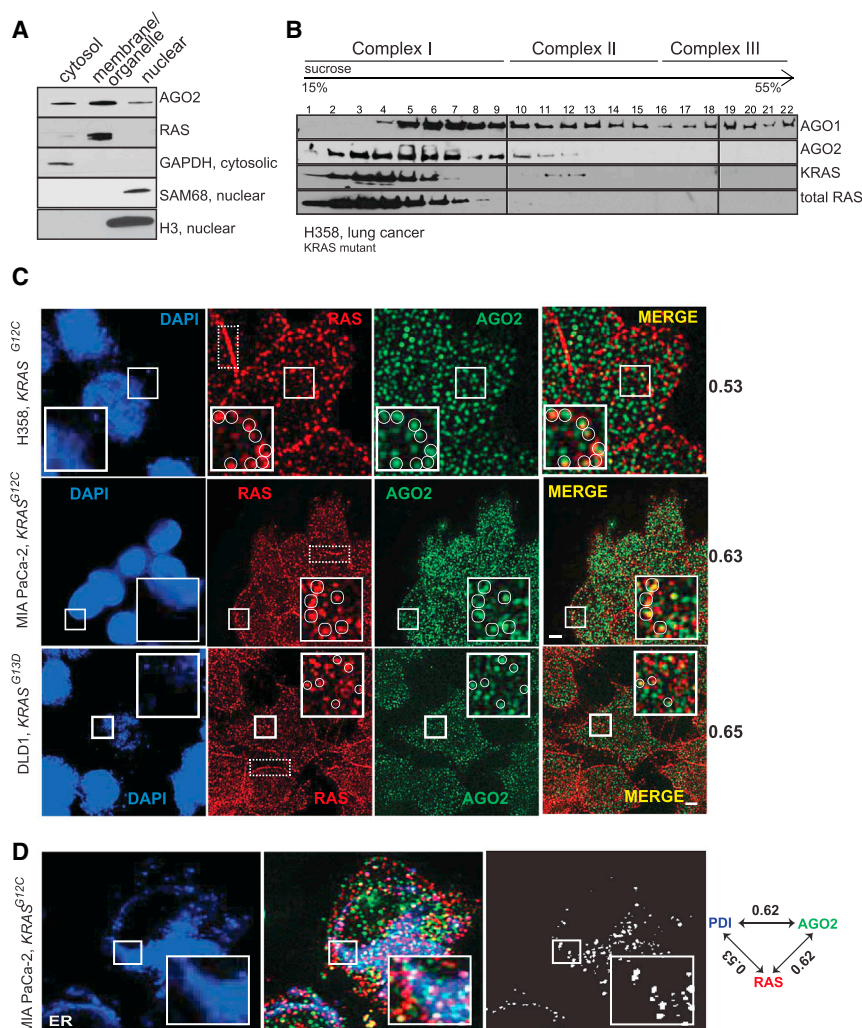 A
cytosol
membrane/
organelle
nuclear
AGO2
RAS
GAPDH, cytosolic
SAM68, nuclear
H3, nuclear
B
Complex I
Complex II
Complex III
sucrose
15%
55%
1 2 3 4 5 6 7 8 9 10 11 12 13 14 15 16 17 18 19 20 21 22
AGO1
AGO2
KRAS
total RAS
H358, lung cancer
KRAS mutant
C
H358, KRAS G12C
DAPI
RAS
AGO2
MERGE
0.53
MIA PaCa-2, KRAS G12C
DAPI
RAS
AGO2
MERGE
0.63
DLD1, KRAS G13D
DAPI
RAS
AGO2
MERGE
0.65
D
MIA PaCa-2, KRAS G12C
ER
PDI
0.62
AGO2
0.53
0.62
RAS